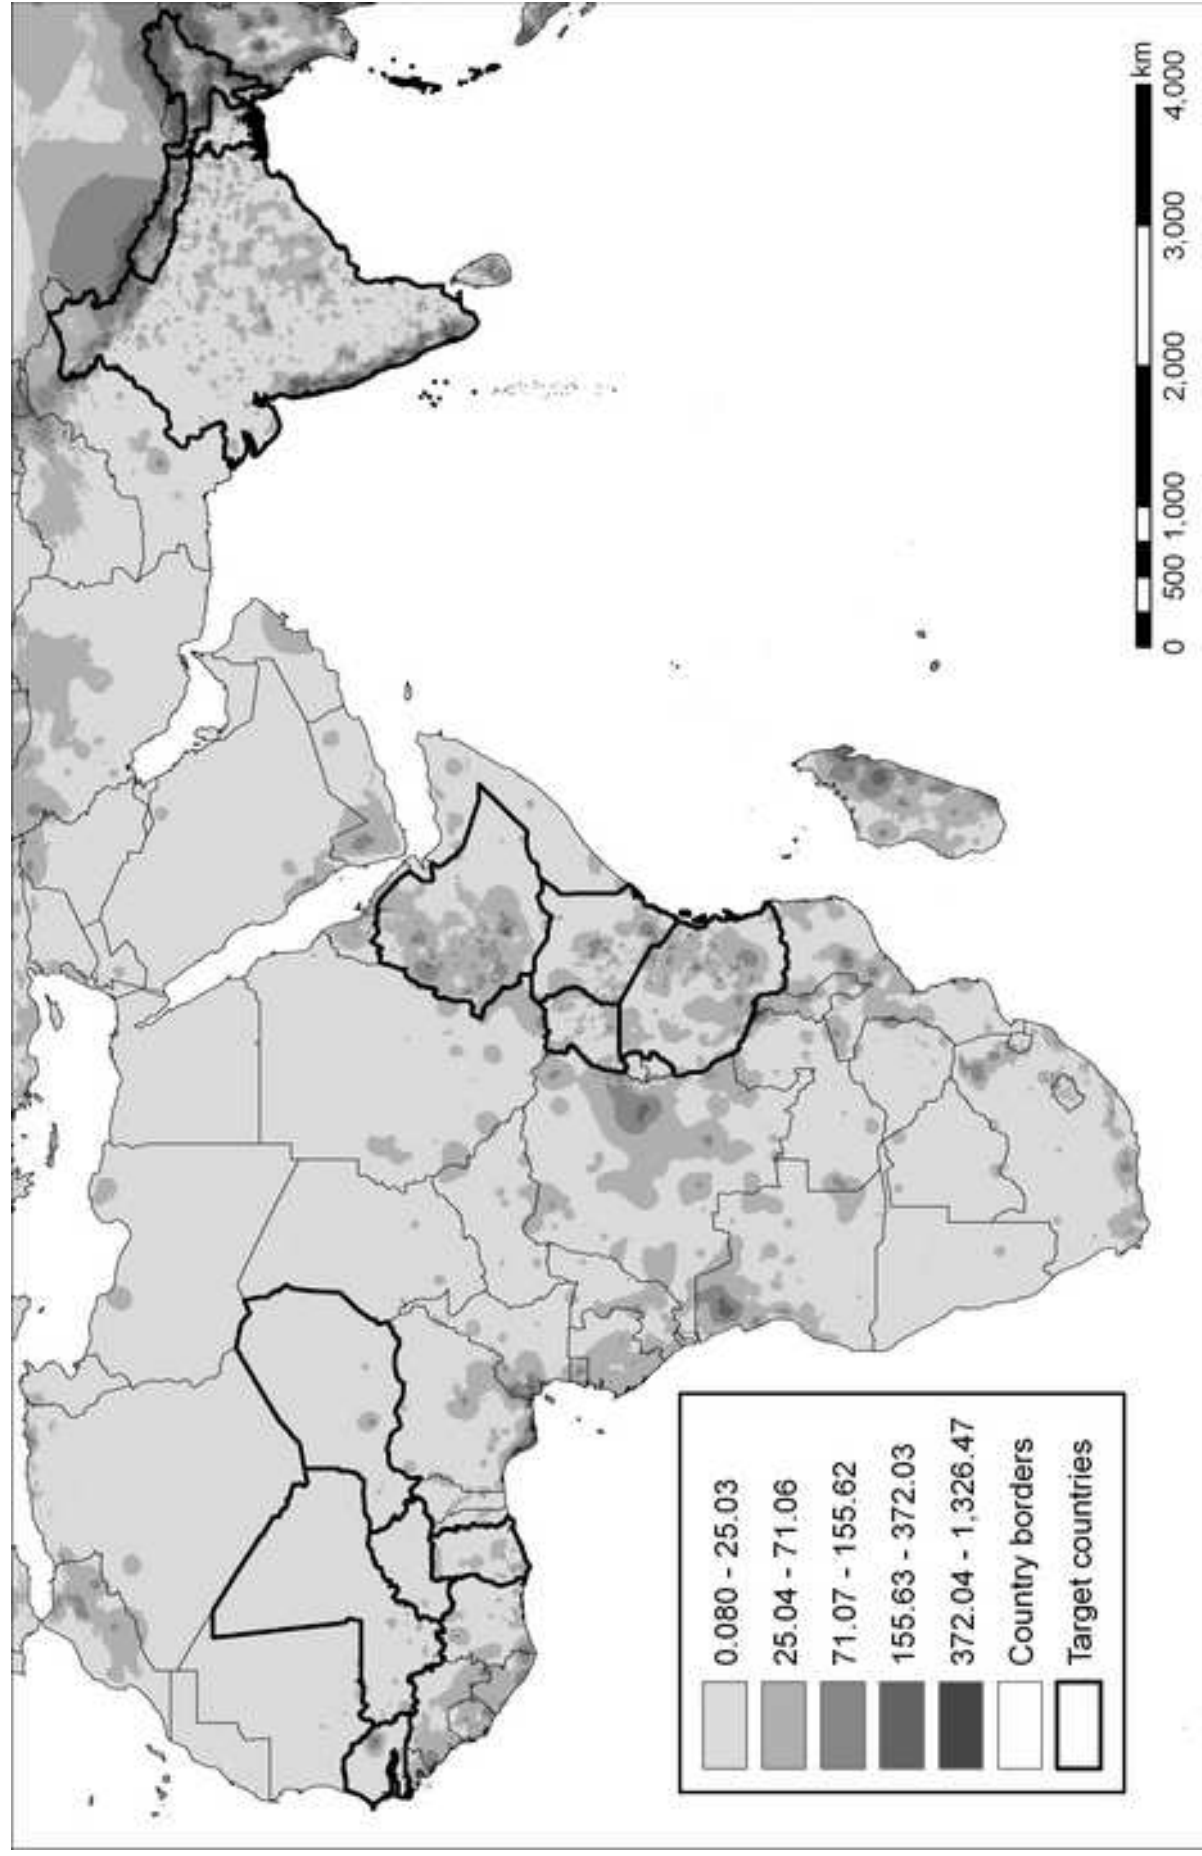 0.080 - 25.03
25.04 - 71.06
71.07 - 155.62
155.63 - 372.03
372.04 - 1,326.47
Country borders
Target countries
0 500 1,000 2,000 3,000 4,000
km